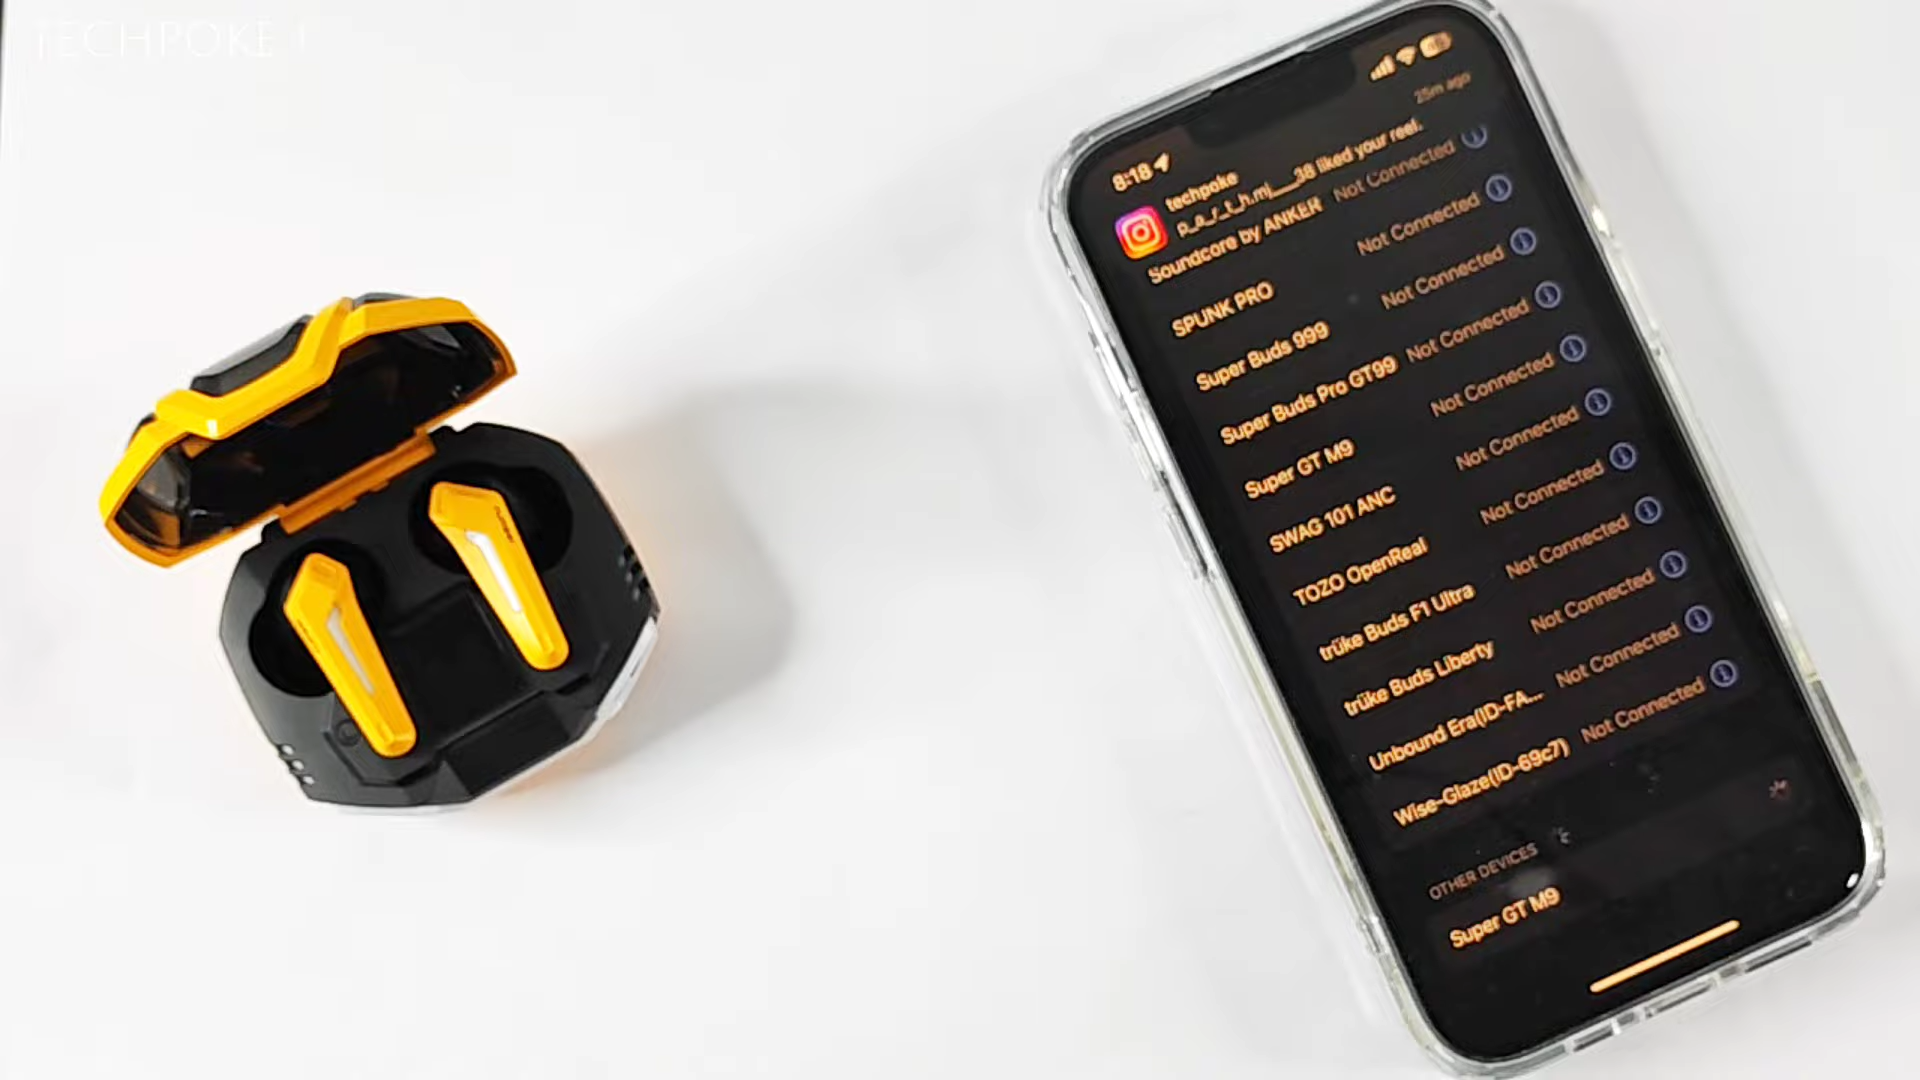 TECHPOKE
25m ago
8:18
techpoke
liked your reel.
Soundcore by ANKER Not Connected
SPUNK PRO Not Connected
Super Buds 999 Not Connected
Super Buds Pro GT99 Not Connected
Super GT M9 Not Connected
SWAG 101 ANC Not Connected
TOZO OpenReal Not Connected
trüke Buds F1 Ultra Not Connected
trüke Buds Liberty Not Connected
Unbound Era(ID-FA... Not Connected
Wise-Glaze(ID-69c7) Not Connected
OTHER DEVICES
Super GT M9